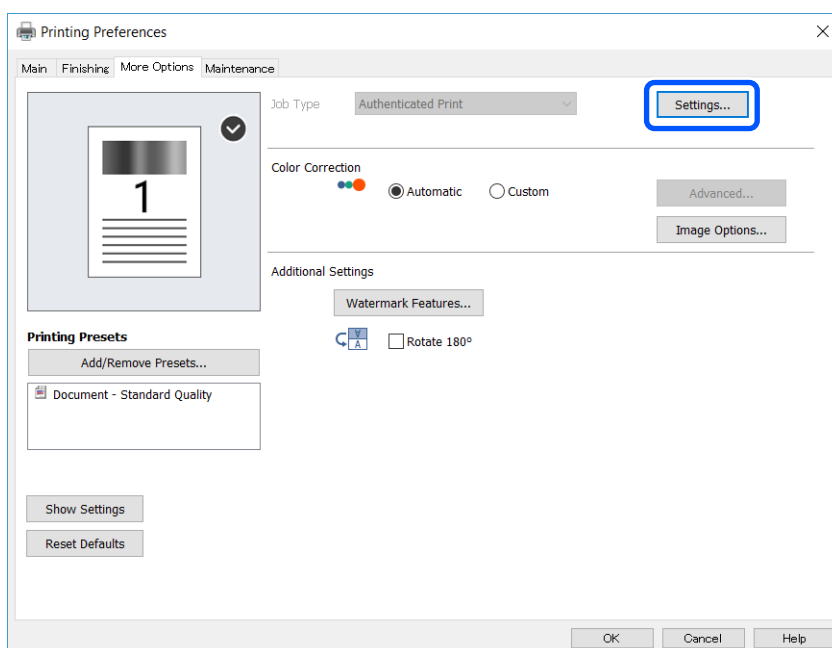 Printing Preferences
Main Finishing More Options Maintenance
Job Type Authenticated Print Settings...
1
Color Correction
Automatic Custom Advanced...
Image Options...
Additional Settings
Watermark Features...
A A Rotate 180°
Printing Presets
Add/Remove Presets...
Document - Standard Quality
Show Settings
Reset Defaults
OK Cancel Help